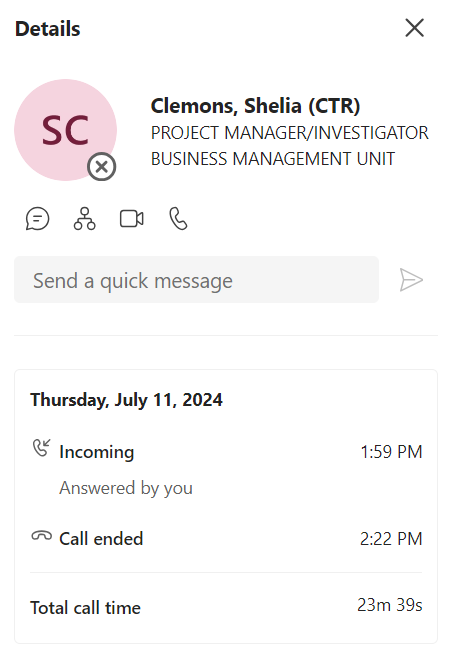 Details
SC
Clemons, Shelia (CTR)
PROJECT MANAGER/INVESTIGATOR
BUSINESS MANAGEMENT UNIT
Send a quick message
Thursday, July 11, 2024
Incoming 1:59 PM
Answered by you
Call ended 2:22 PM
Total call time 23m 39s